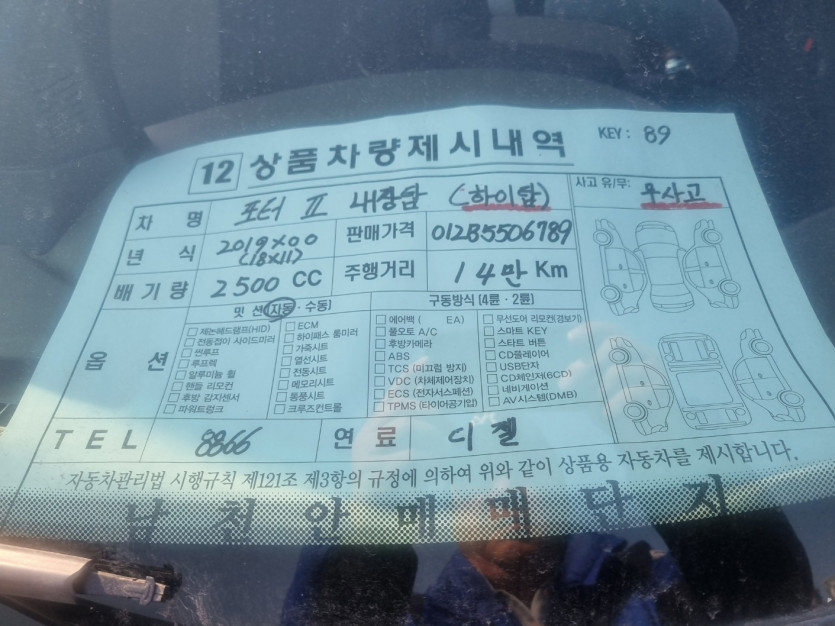 12 상품차량제시내역 KEY: 89
차 명 포터 II 내장탑 (하이탑) 사고 유/무: 무사고
년 식 2019X00 (18X11) 판매가격 012B5506789
배기량 2500 CC 주행거리 14만 Km
옵 션
밋 션 (자동 · 수동)
제논헤드램프(HID)
전동접이 사이드미러
썬루프
루프랙
알루미늄 휠
핸들 리모컨
후방 감지센서
파워트렁크
ECM
하이패스 룸미러
가죽시트
열선시트
전동시트
메모리시트
통풍시트
크루즈컨트롤
구동방식 (4륜 · 2륜)
에어백 ( EA)
풀오토 A/C
후방카메라
ABS
TCS (미끄럼 방지)
VDC (차체제어장치)
ECS (전자서스펜션)
TPMS (타이어공기압)
무선도어 리모컨(경보기)
스마트 KEY
스타트 버튼
CD플레이어
USB단자
CD체인저(6CD)
네비게이션
AV시스템(DMB)
TEL 8866 연 료 디젤
자동차관리법 시행규칙 제121조 제3항의 규정에 의하여 위와 같이 상품용 자동차를 제시합니다.
남천안매매단지